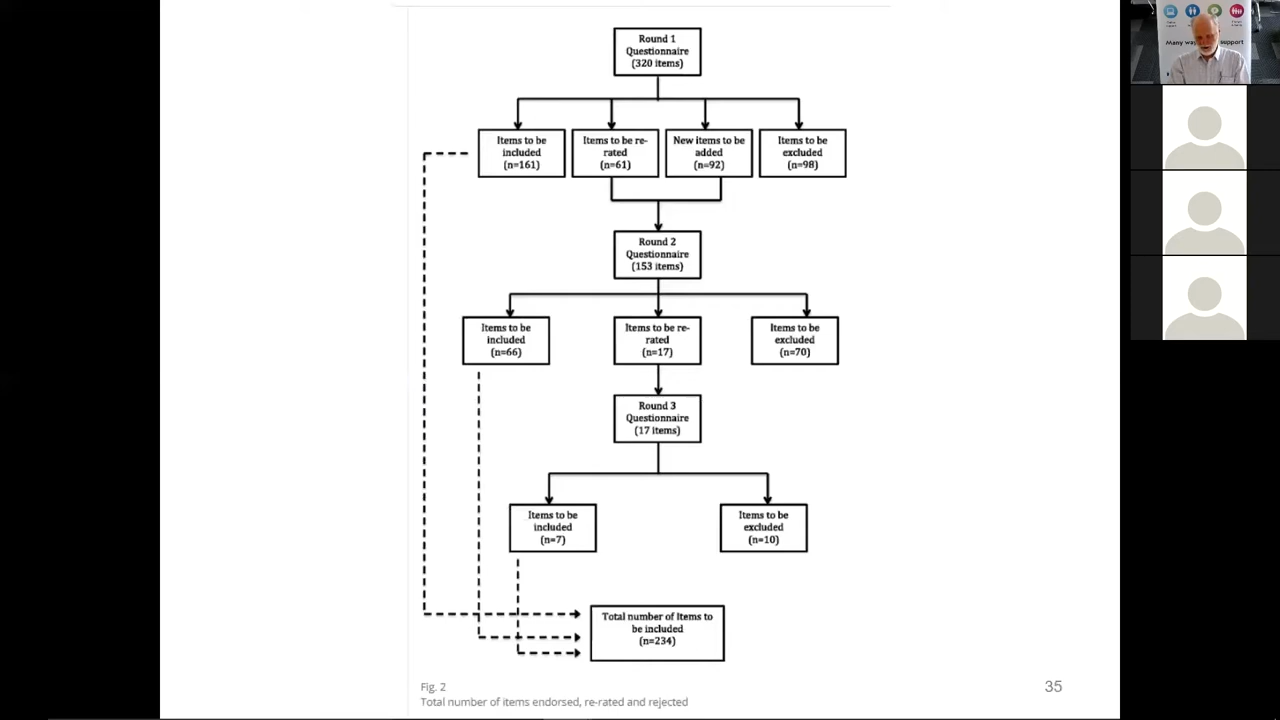 Round 1
Questionnaire
(320 items)
Items to be
included
(n=161)
Items to be re-
rated
(n=61)
New items to be
added
(n=92)
Items to be
excluded
(n=98)
Round 2
Questionnaire
(153 items)
Items to be
included
(n=66)
Items to be re-
rated
(n=17)
Items to be
excluded
(n=70)
Round 3
Questionnaire
(17 items)
Items to be
included
(n=7)
Items to be
excluded
(n=10)
Total number of items to
be included
(n=234)
Fig. 2
Total number of items endorsed, re-rated and rejected
35
Many support